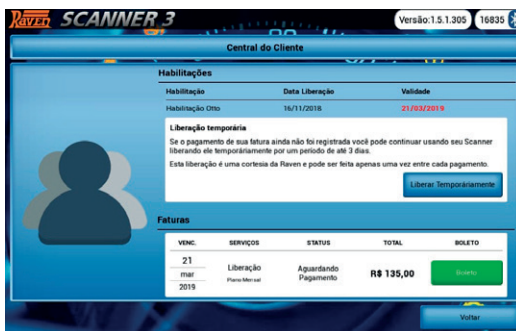 Raven SCANNER 3
Versão:1.5.1.305
16835
Central do Cliente
Habilitações
Habilitação Data Liberação Validade
Habilitação Otto 16/11/2018 21/03/2019
Liberação temporária
Se o pagamento de sua fatura ainda não foi registrada você pode continuar usando seu Scanner
liberando ele temporáriamente por um período de até 3 dias.
Esta liberação é uma cortesia da Raven e pode ser feita apenas uma vez entre cada pagamento.
Liberar Temporáriamente
Faturas
VENC. SERVIÇOS STATUS TOTAL BOLETO
21
mar
2019
Liberação
Plano Mensal
Aguardando
Pagamento
R$ 135,00
Boleto
Voltar